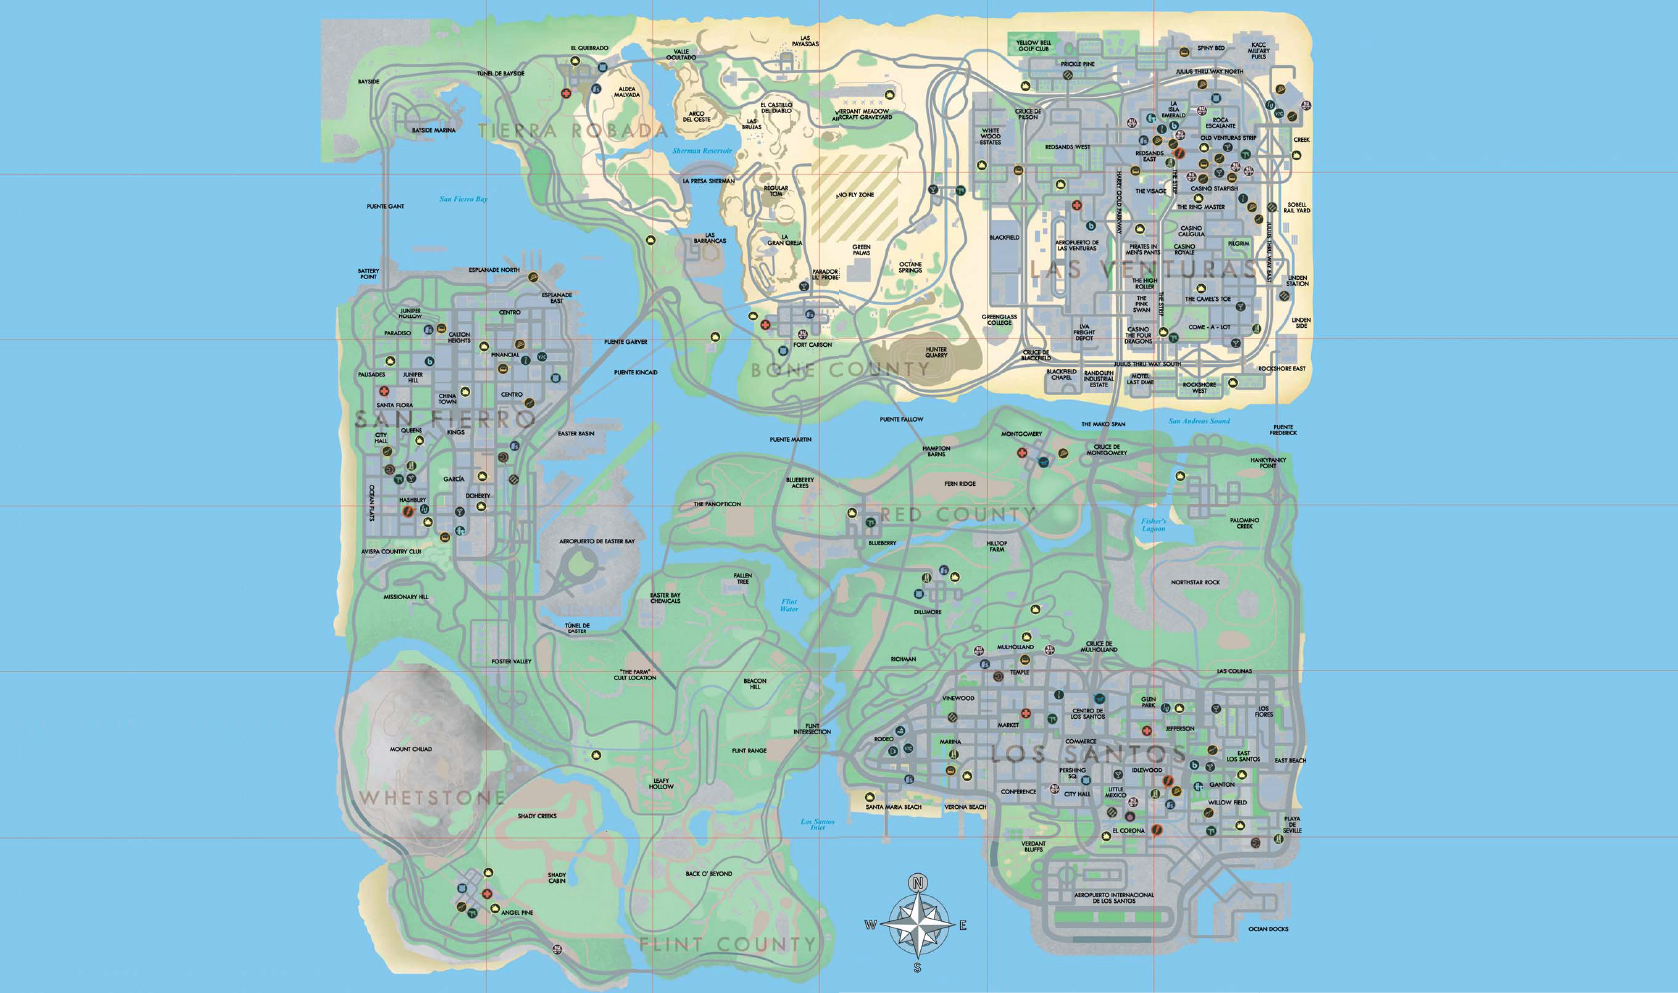 LAS
PAYASDAS
EL QUEBRADO
VALLE
OCULTADO
YELLOW BELL
GOLF CLUB
SPINY BED
KACC
MILITARY
FUELS
PRICKLE PINE
JULIUS THRU WAY NORTH
TÚNEL DE BAYSIDE
BAYSIDE
ALDEA
MALVADA
ARCO
DEL OESTE
EL CASTILLO
DEL DIABLO
LAS
BRUJAS
VERDANT MEADOW
AIRCRAFT GRAVEYARD
CRUCE DE
PILSON
LA
ISLA
EMERALD
ROCA
ESCALANTE
BAYSIDE MARINA
TIERRA ROBADA
WHITE
WOOD
ESTATES
REDSANDS WEST
REDSANDS
EAST
OLD VENTURAS STRIP
CREEK
Sherman Reservoir
LA PRESA SHERMAN
REGULAR
TOM
NO FLY ZONE
HARRY GOLD PARKWAY
THE VISAGE
THE STRIP
CASINO STARFISH
THE RING MASTER
SOBELL
RAIL YARD
San Fierro Bay
PUENTE GANT
LAS
BARRANCAS
LA
GRAN OREJA
GREEN
PALMS
BLACKFIELD
AEROPUERTO DE
LAS VENTURAS
PIRATES IN
MEN'S PANTS
CASINO
CALIGULA
CASINO
ROYALE
PILGRIM
JULIUS THRU WAY EAST
BATTERY
POINT
ESPLANADE NORTH
PARADOR
LIL' PROBE
OCTANE
SPRINGS
LAS VENTURAS
THE HIGH
ROLLER
LINDEN
STATION
ESPLANADE
EAST
THE
PINK
SWAN
THE STRIP
THE CAMEL'S TOE
JUNIPER
HOLLOW
CENTRO
GREENGLASS
COLLEGE
LINDEN
SIDE
PARADISO
CALTON
HEIGHTS
LVA
FREIGHT
DEPOT
CASINO
THE FOUR
DRAGONS
COME - A - LOT
PUENTE GARVER
FORT CARSON
FINANCIAL
HUNTER
QUARRY
CRUCE DE
BLACKFIELD
JULIUS THRU WAY SOUTH
ROCKSHORE EAST
PALISADES
JUNIPER
HILL
PUENTE KINCAID
BONE COUNTY
BLACKFIELD
CHAPEL
RANDOLPH
INDUSTRIAL
ESTATE
MOTEL
LAST DIME
ROCKSHORE
WEST
CHINA
TOWN
CENTRO
SANTA FLORA
SAN FIERRO
PUENTE FALLOW
THE MAKO SPAN
San Andreas Sound
PUENTE
FREDERICK
CITY
HALL
QUEENS
KINGS
EASTER BASIN
PUENTE MARTIN
MONTGOMERY
HAMPTON
BARNS
CRUCE DE
MONTGOMERY
HANKYPANKY
POINT
GARCÍA
BLUEBERRY
ACRES
FERN RIDGE
OCEAN FLATS
HASHBURY
DOHERTY
THE PANOPTICON
RED COUNTY
Fisher's
Lagoon
PALOMINO
CREEK
AVISPA COUNTRY CLUB
AEROPUERTO DE EASTER BAY
BLUEBERRY
HILLTOP
FARM
FALLEN
TREE
NORTHSTAR ROCK
MISSIONARY HILL
EASTER BAY
CHEMICALS
Flint
Water
DILLIMORE
TÚNEL DE
EASTER
FOSTER VALLEY
RICHMAN
MULHOLLAND
CRUCE DE
MULHOLLAND
"THE FARM"
CULT LOCATION
TEMPLE
LAS COLINAS
BEACON
HILL
VINEWOOD
GLEN
PARK
LOS
FLORES
CENTRO DE
LOS SANTOS
MARKET
FLINT
INTERSECTION
JEFFERSON
RODEO
MARINA
COMMERCE
MOUNT CHILIAD
FLINT RANGE
LOS SANTOS
EAST
LOS SANTOS
EAST BEACH
PERSHING
SQ.
IDLEWOOD
LEAFY
HOLLOW
CONFERENCE
CITY HALL
LITTLE
MEXICO
GANTON
WHETSTONE
SANTA MARIA BEACH
VERONA BEACH
WILLOW FIELD
SHADY CREEKS
Los Santos
Inlet
EL CORONA
PLAYA
DE
SEVILLE
VERDANT
BLUFFS
SHADY
CABIN
BACK O' BEYOND
N
AEROPUERTO INTERNACIONAL
DE LOS SANTOS
ANGEL PINE
W
E
OCEAN DOCKS
FLINT COUNTY
S